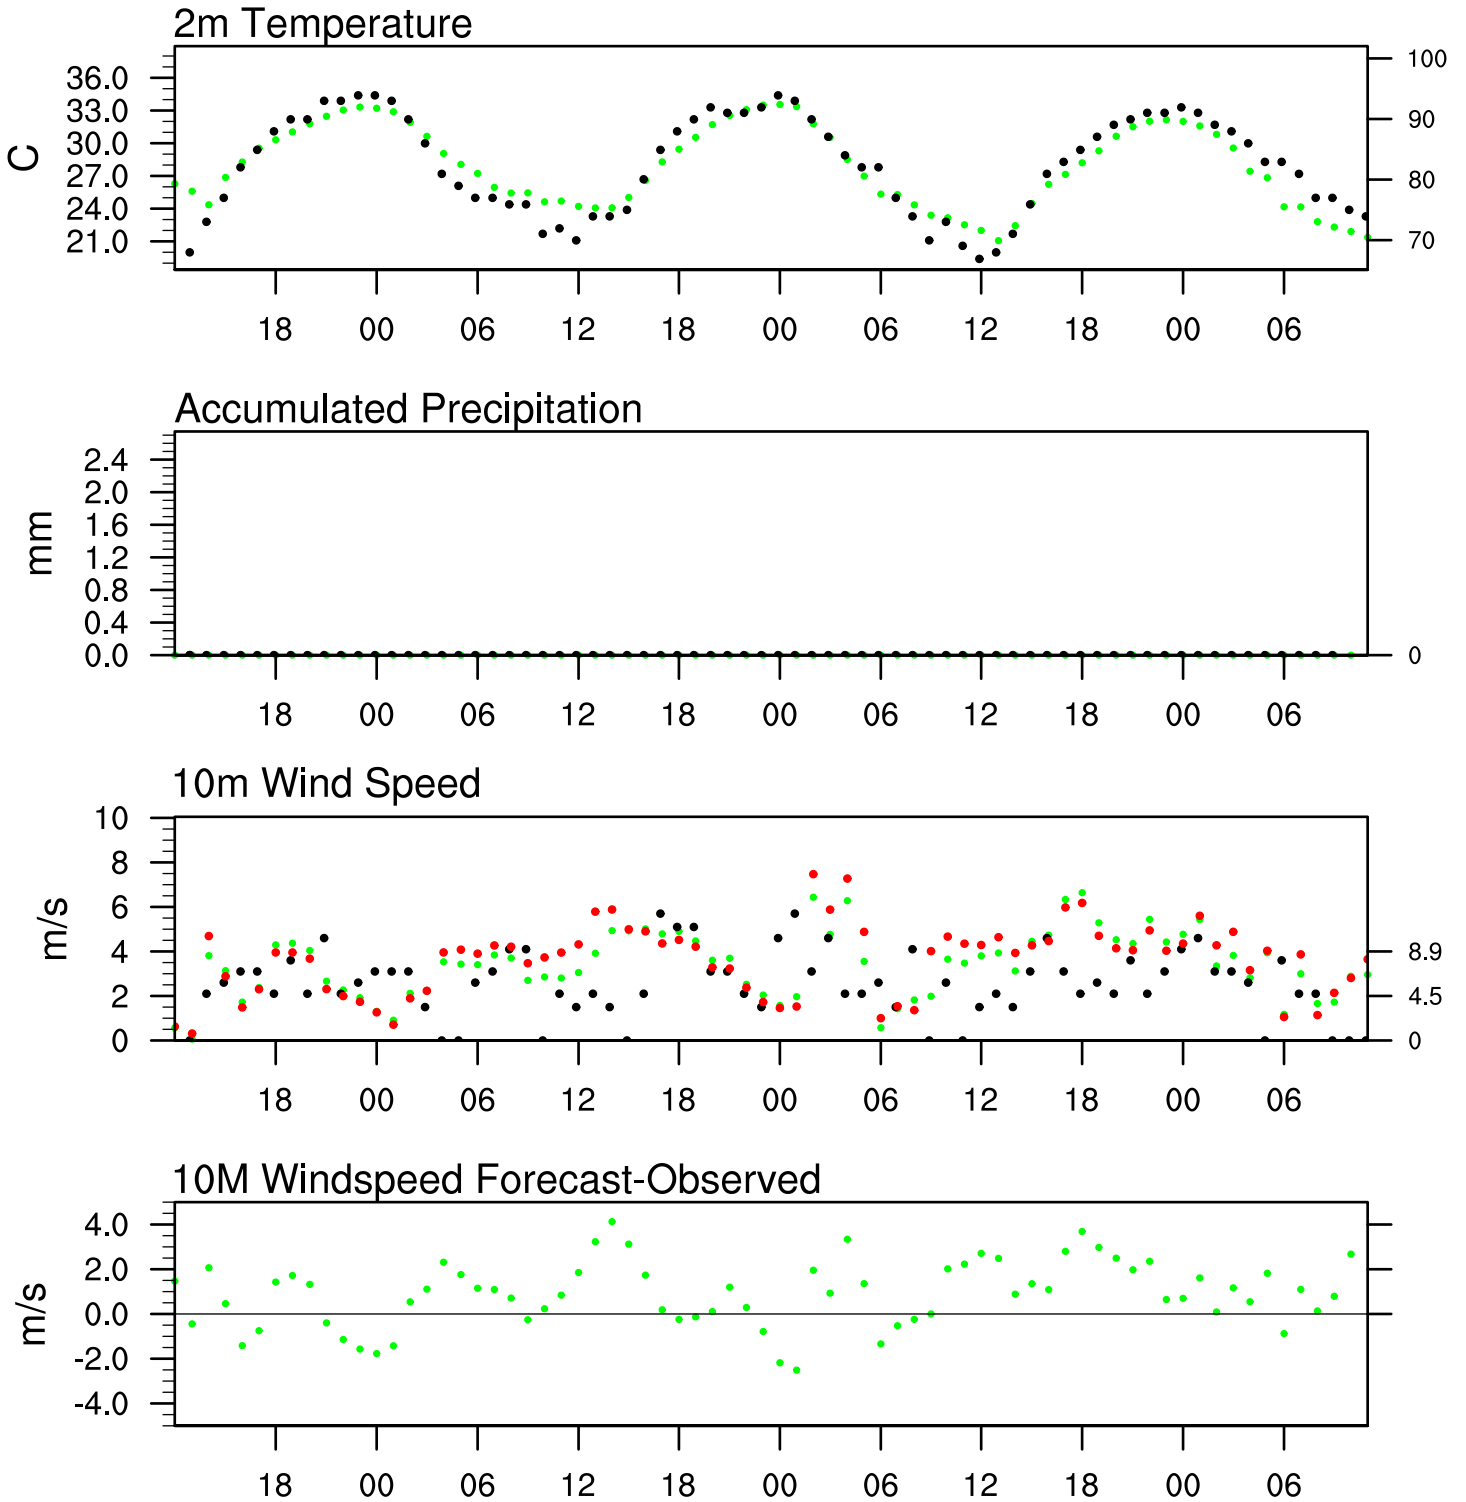 2m Temperature
36.0
33.0
30.0
27.0
24.0
21.0
C
100
90
80
70
18 00 06 12 18 00 06 12 18 00 06
Accumulated Precipitation
2.4
2.0
1.6
1.2
0.8
0.4
0.0
mm
0
18 00 06 12 18 00 06 12 18 00 06
10m Wind Speed
10
8
6
4
2
0
m/s
8.9
4.5
0
18 00 06 12 18 00 06 12 18 00 06
10M Windspeed Forecast-Observed
4.0
2.0
0.0
-2.0
-4.0
m/s
18 00 06 12 18 00 06 12 18 00 06